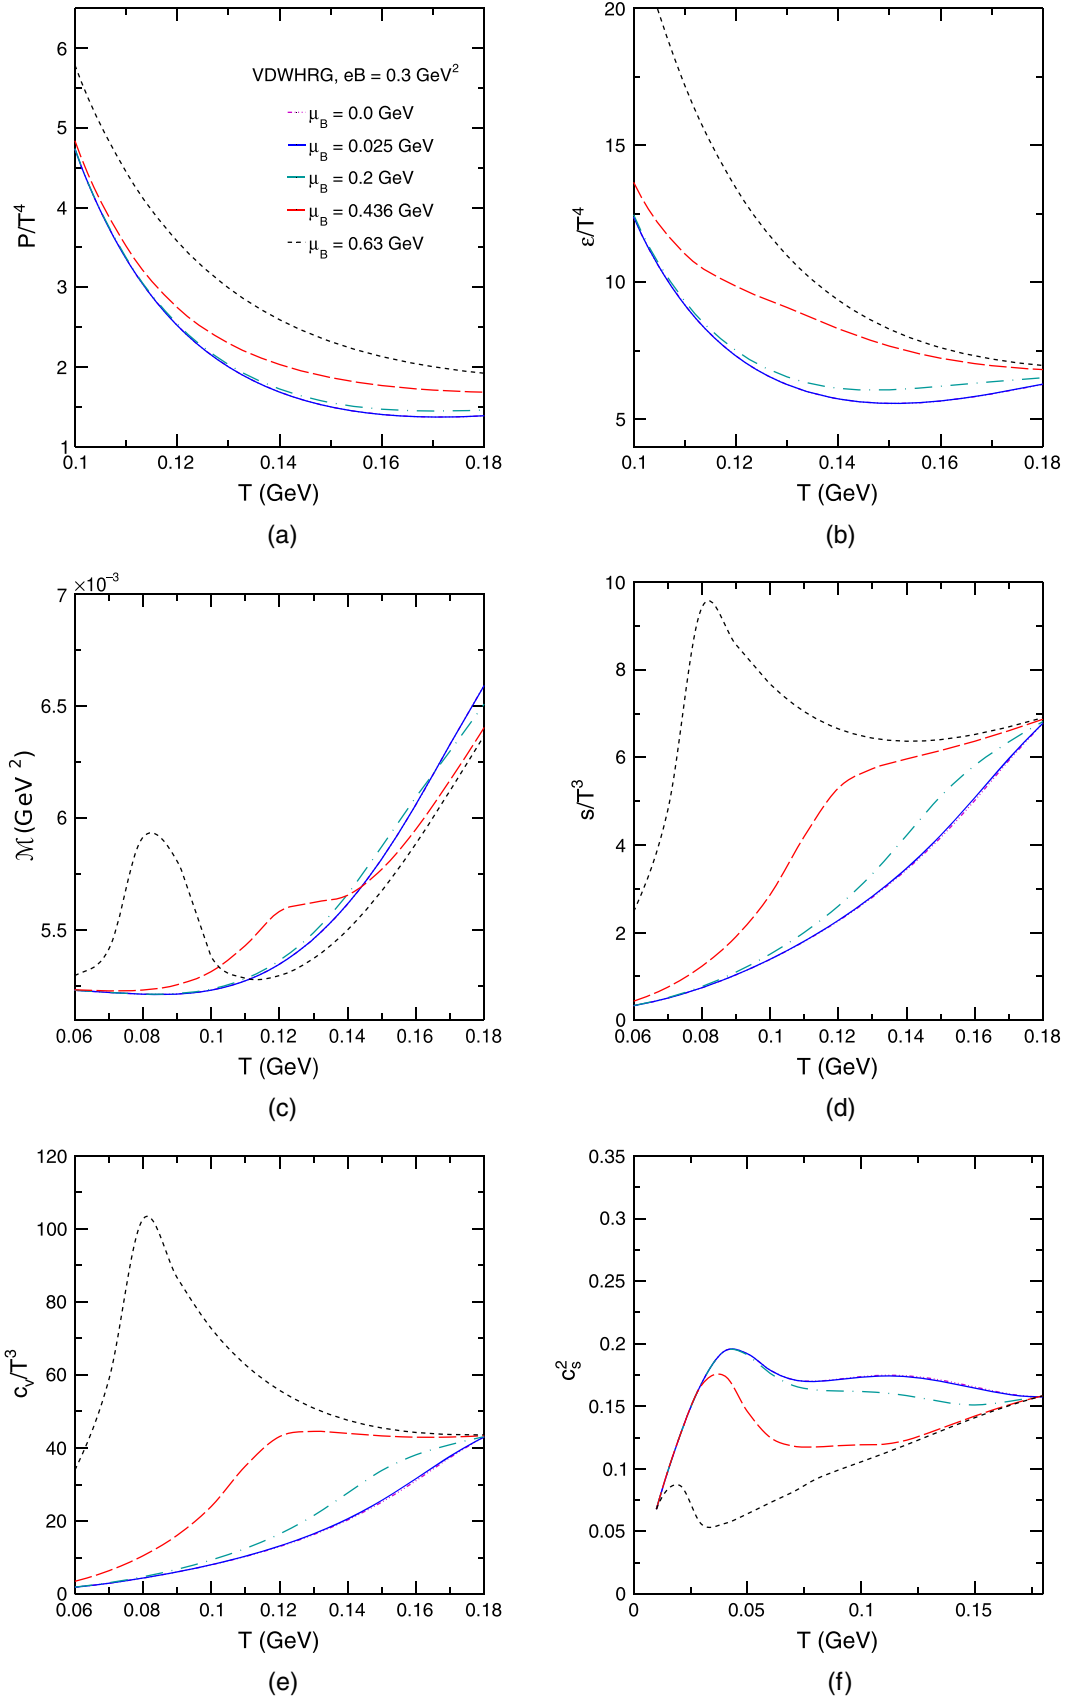 6
5
4
3
2
1
P/T⁴
VDWHRG, eB = 0.3 GeV²
μ_B = 0.0 GeV
μ_B = 0.025 GeV
μ_B = 0.2 GeV
μ_B = 0.436 GeV
μ_B = 0.63 GeV
0.1 0.12 0.14 0.16 0.18
T (GeV)
(a)
20
15
10
5
ε/T⁴
0.1 0.12 0.14 0.16 0.18
T (GeV)
(b)
×10⁻³
7
6.5
6
5.5
ℳ(GeV ²)
0.06 0.08 0.1 0.12 0.14 0.16 0.18
T (GeV)
(c)
10
8
6
4
2
0
s/T³
0.06 0.08 0.1 0.12 0.14 0.16 0.18
T (GeV)
(d)
120
100
80
60
40
20
0
c_V/T³
0.06 0.08 0.1 0.12 0.14 0.16 0.18
T (GeV)
(e)
0.35
0.3
0.25
0.2
0.15
0.1
0.05
0
c_s²
0 0.05 0.1 0.15
T (GeV)
(f)